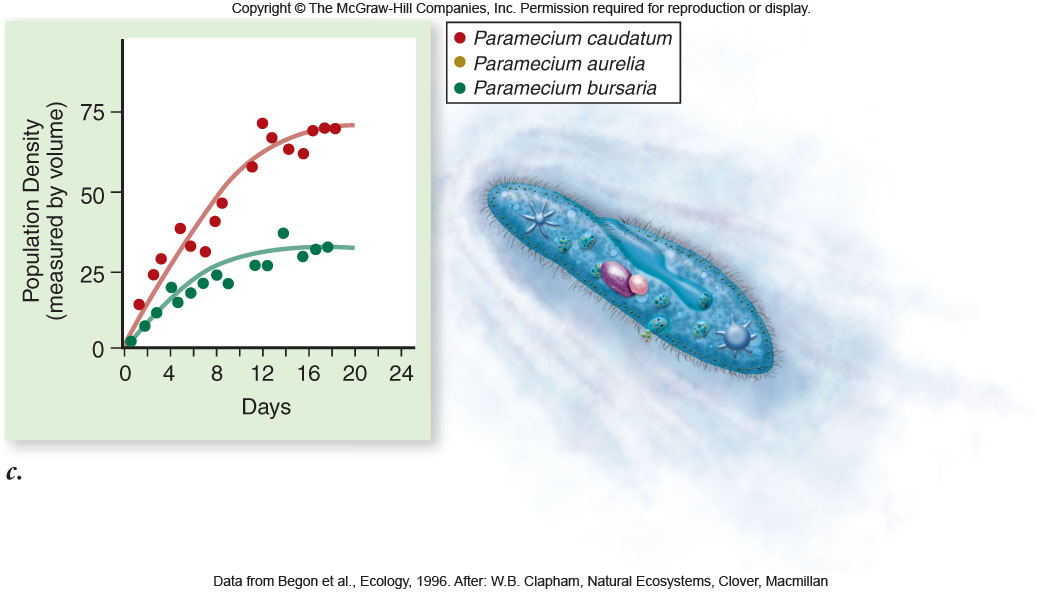 Copyright © The McGraw-Hill Companies, Inc. Permission required for reproduction or display.
Paramecium caudatum
Paramecium aurelia
Paramecium bursaria
Population Density
(measured by volume)
75
50
25
0
0 4 8 12 16 20 24
Days
c.
Data from Begon et al., Ecology, 1996. After: W.B. Clapham, Natural Ecosystems, Clover, Macmillan